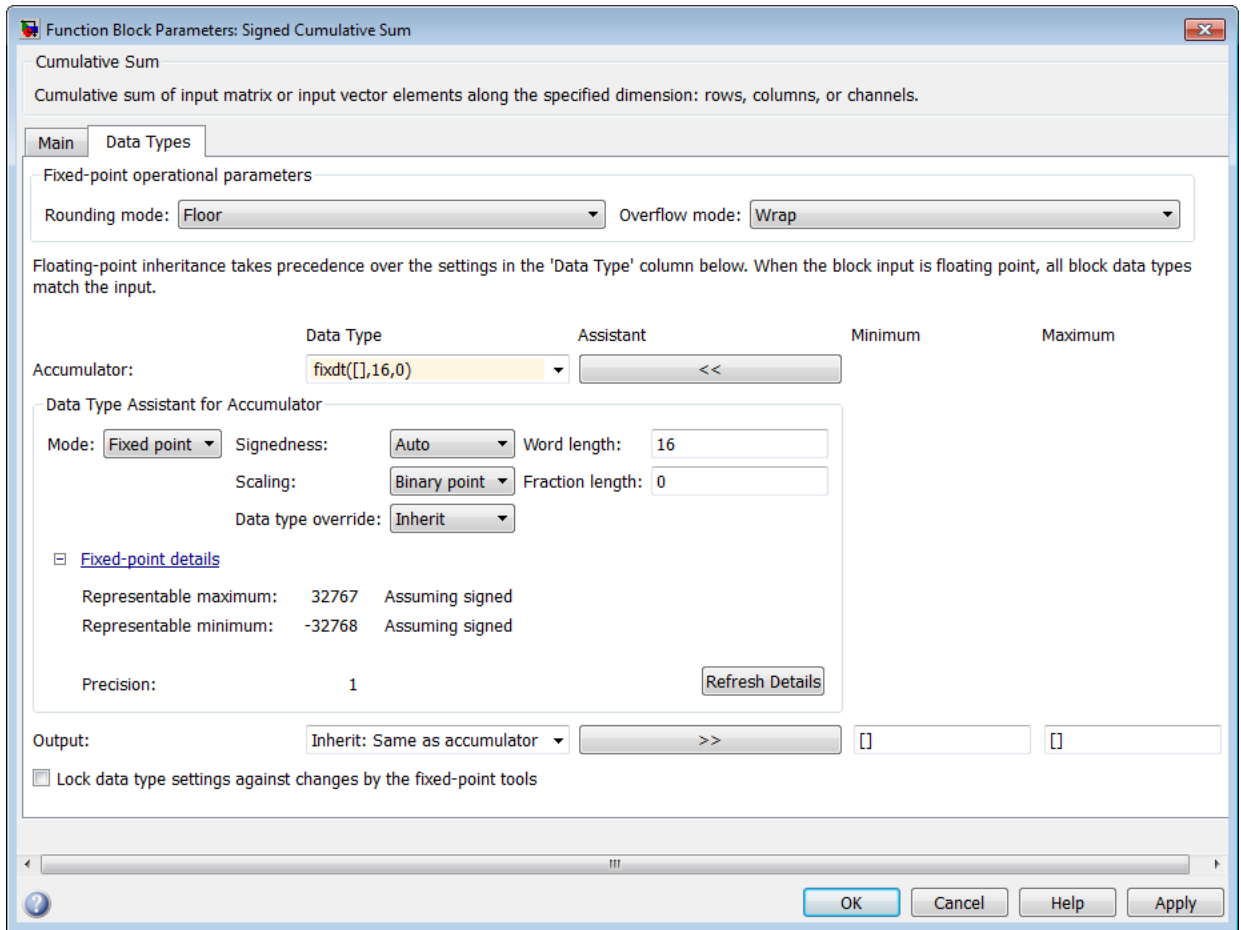 Function Block Parameters: Signed Cumulative Sum
Cumulative Sum
Cumulative sum of input matrix or input vector elements along the specified dimension: rows, columns, or channels.
Main Data Types
Fixed-point operational parameters
Rounding mode: Floor Overflow mode: Wrap
Floating-point inheritance takes precedence over the settings in the 'Data Type' column below. When the block input is floating point, all block data types
match the input.
Data Type Assistant Minimum Maximum
Accumulator: fixdt([],16,0) <<
Data Type Assistant for Accumulator
Mode: Fixed point Signedness: Auto Word length: 16
Scaling: Binary point Fraction length: 0
Data type override: Inherit
Fixed-point details
Representable maximum: 32767 Assuming signed
Representable minimum: -32768 Assuming signed
Precision: 1 Refresh Details
Output: Inherit: Same as accumulator >> [] []
Lock data type settings against changes by the fixed-point tools
OK Cancel Help Apply